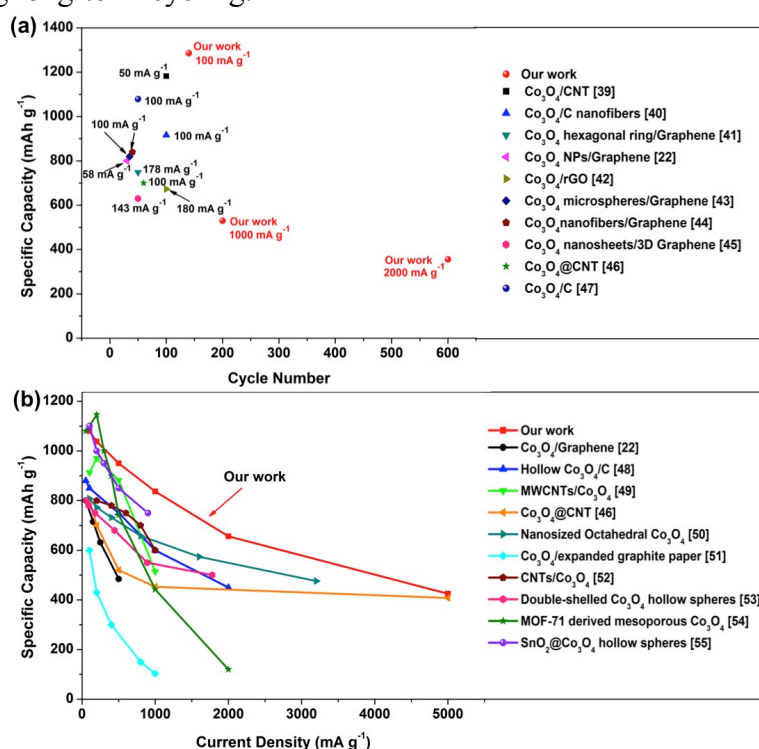 (a)
1400
1200
1000
800
600
400
200
0
Specific Capacity (mAh g⁻¹)
Our work
100 mA g⁻¹
50 mA g⁻¹
100 mA g⁻¹
100 mA g⁻¹
100 mA g⁻¹
58 mA g⁻¹
178 mA g⁻¹
100 mA g⁻¹
143 mA g⁻¹
180 mA g⁻¹
Our work
1000 mA g⁻¹
Our work
2000 mA g⁻¹
0 100 200 300 400 500 600
Cycle Number
Our work
Co₃O₄/CNT [39]
Co₃O₄/C nanofibers [40]
Co₃O₄ hexagonal ring/Graphene [41]
Co₃O₄ NPs/Graphene [22]
Co₃O₄/rGO [42]
Co₃O₄ microspheres/Graphene [43]
Co₃O₄nanofibers/Graphene [44]
Co₃O₄ nanosheets/3D Graphene [45]
Co₃O₄@CNT [46]
Co₃O₄/C [47]
(b)
1200
1000
800
600
400
200
0
Specific Capacity (mAh g⁻¹)
Our work
0 1000 2000 3000 4000 5000
Current Density (mA g⁻¹)
Our work
Co₃O₄/Graphene [22]
Hollow Co₃O₄/C [48]
MWCNTs/Co₃O₄ [49]
Co₃O₄@CNT [46]
Nanosized Octahedral Co₃O₄ [50]
Co₃O₄/expanded graphite paper [51]
CNTs/Co₃O₄ [52]
Double-shelled Co₃O₄ hollow spheres [53]
MOF-71 derived mesoporous Co₃O₄ [54]
SnO₂@Co₃O₄ hollow spheres [55]